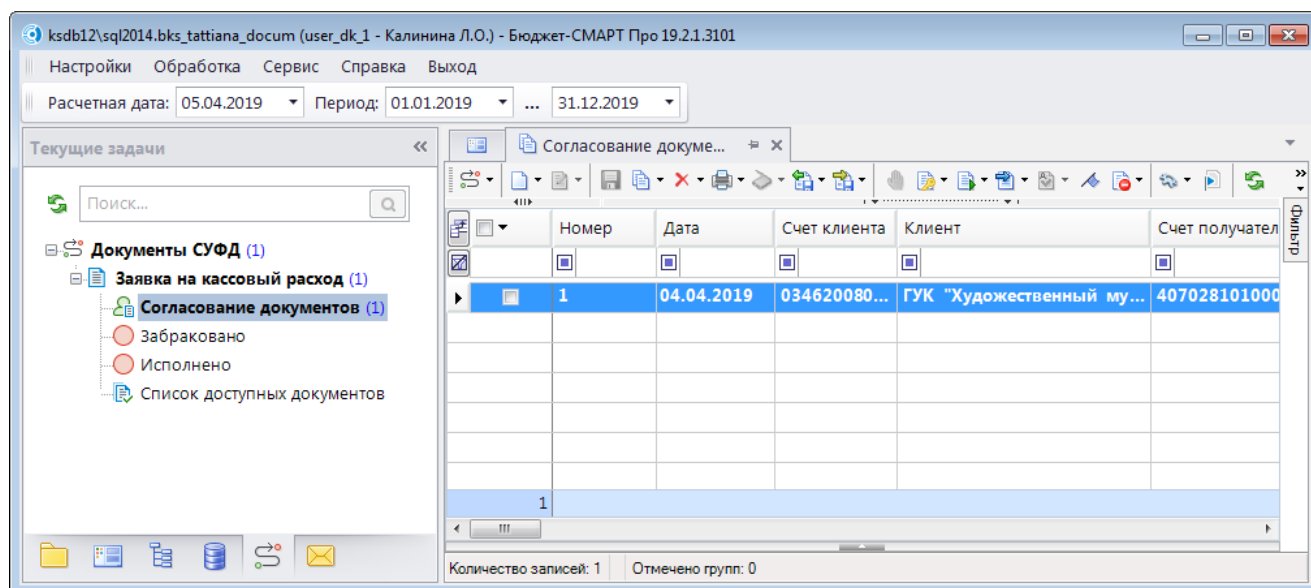 ksdb12\sql2014.bks_tattiana_docum (user_dk_1 - Калинина Л.О.) – Бюджет-СМАРТ Про 19.2.1.3101
Настройки Обработка Сервис Справка Выход
Расчетная дата: 05.04.2019 Период: 01.01.2019 ... 31.12.2019
Текущие задачи
Поиск...
Документы СУФД (1)
Заявка на кассовый расход (1)
Согласование документов (1)
Забраковано
Исполнено
Список доступных документов
Согласование докуме...
Номер Дата Счет клиента Клиент Счет получател
1 04.04.2019 034620080... ГУК "Художественный му... 407028101000
1
Количество записей: 1 Отмечено групп: 0
Фильтр